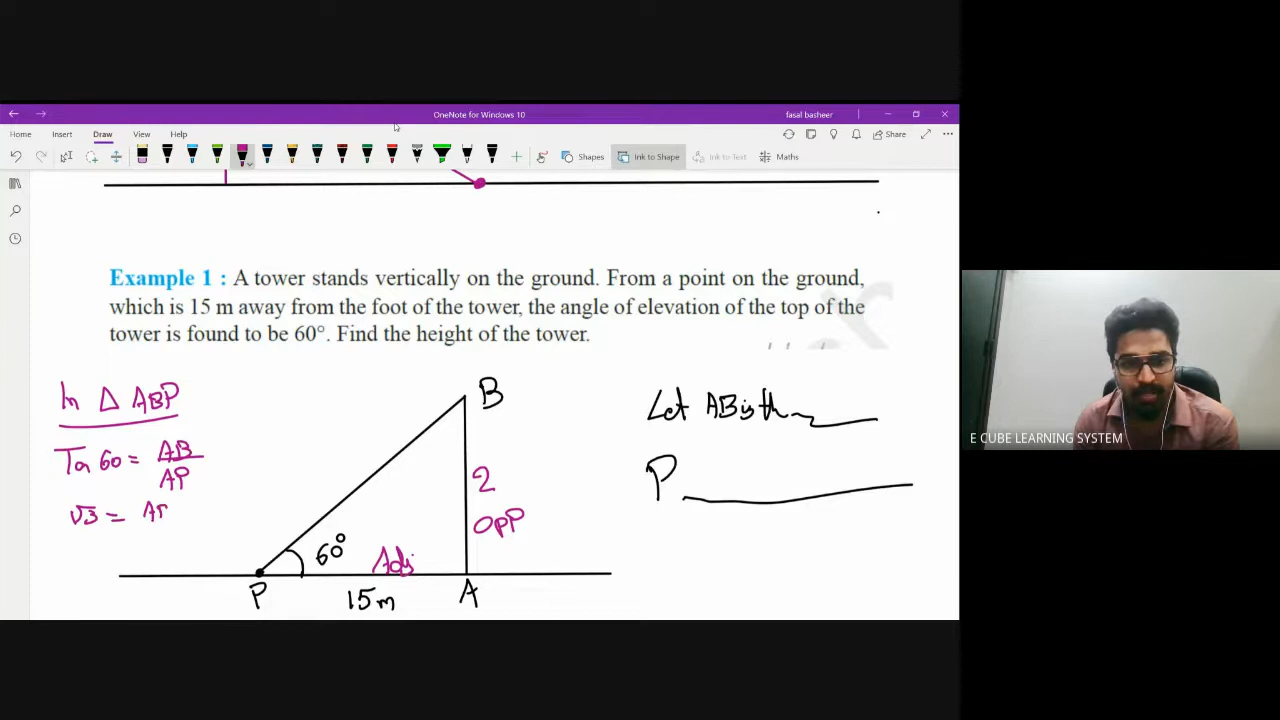 OneNote for Windows 10
fasal basheer
Home Insert Draw View Help
Share
Shapes
Ink to Shape
Ink to Text
Maths
Example 1 : A tower stands vertically on the ground. From a point on the ground,
which is 15 m away from the foot of the tower, the angle of elevation of the top of the
tower is found to be 60°. Find the height of the tower.
In Δ ABP
Tan 60 = AB
AP
√3 =
B
2
opp
60°
Adj
P
15m
A
Let AB is th
P
E CUBE LEARNING SYSTEM